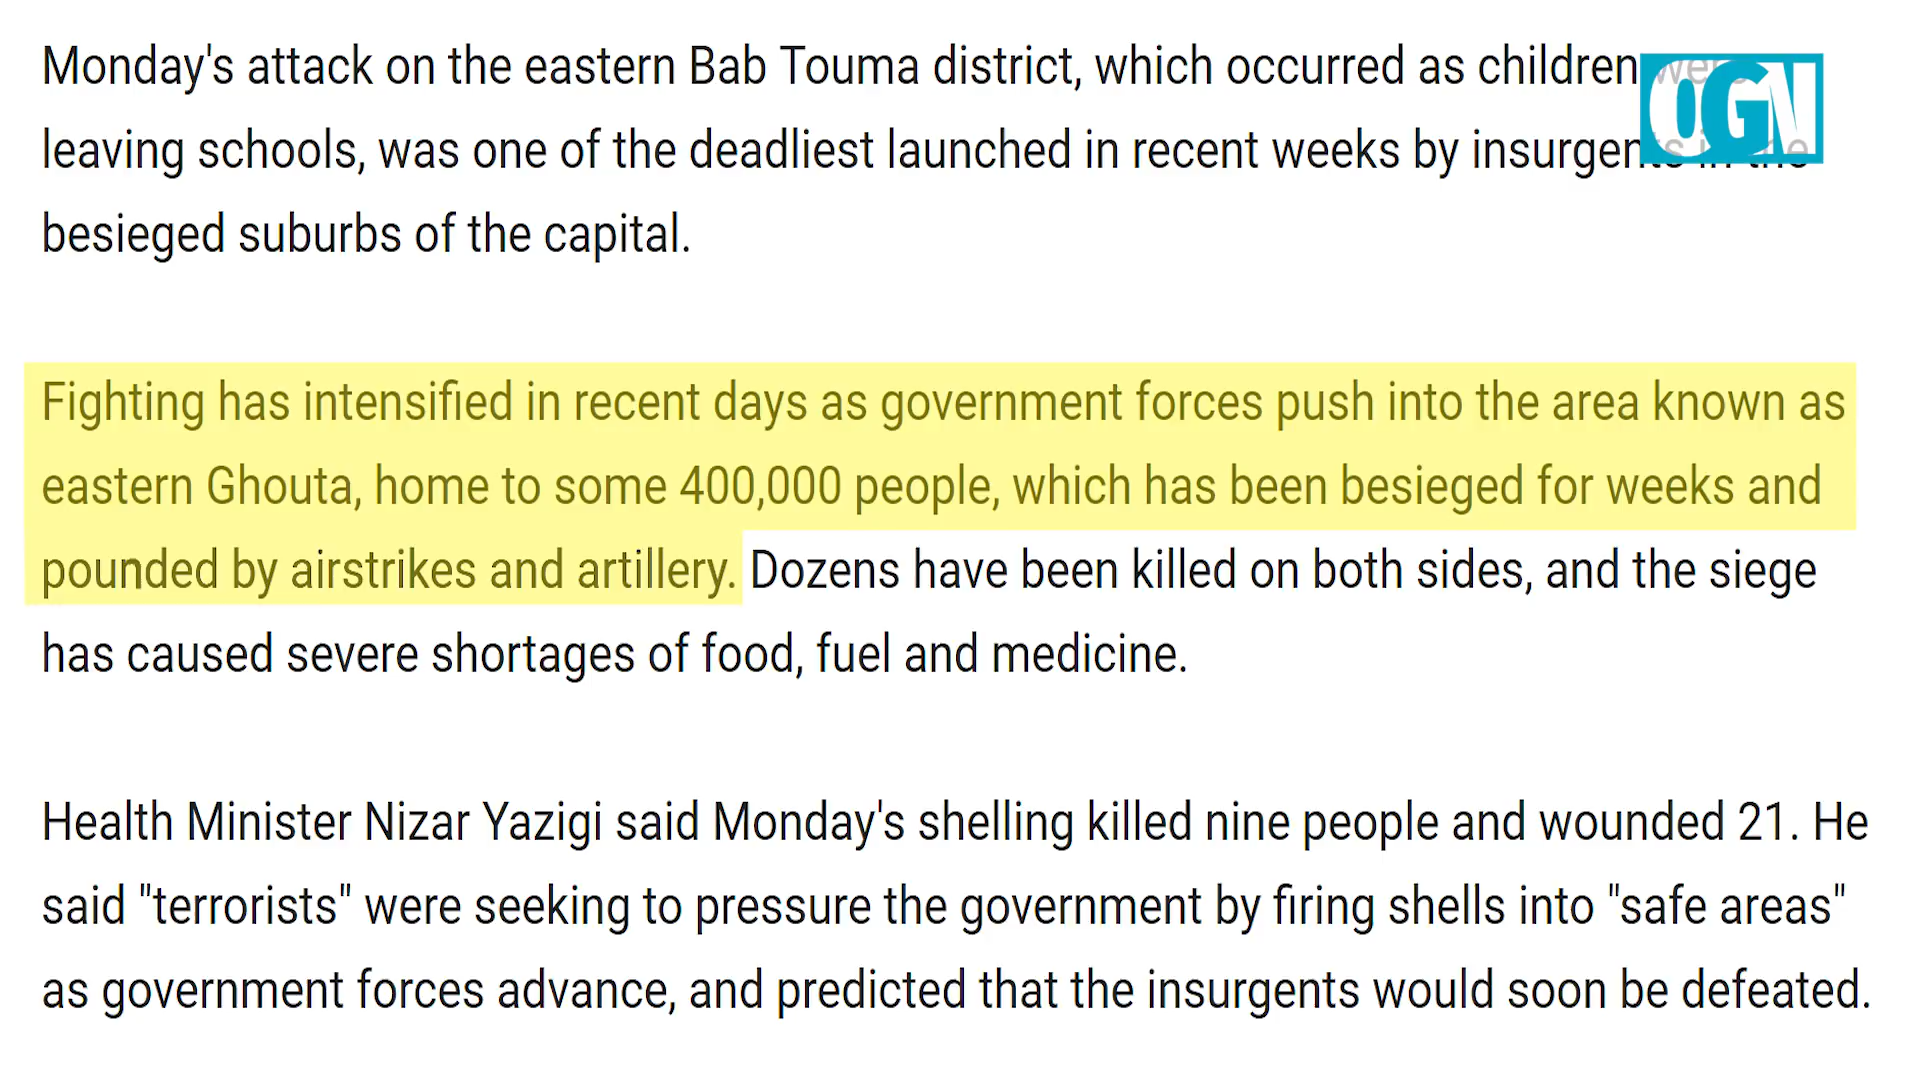 Monday's attack on the eastern Bab Touma district, which occurred as children were
leaving schools, was one of the deadliest launched in recent weeks by insurgents in the
besieged suburbs of the capital.
Fighting has intensified in recent days as government forces push into the area known as
eastern Ghouta, home to some 400,000 people, which has been besieged for weeks and
pounded by airstrikes and artillery. Dozens have been killed on both sides, and the siege
has caused severe shortages of food, fuel and medicine.
Health Minister Nizar Yazigi said Monday's shelling killed nine people and wounded 21. He
said "terrorists" were seeking to pressure the government by firing shells into "safe areas"
as government forces advance, and predicted that the insurgents would soon be defeated.
OGN